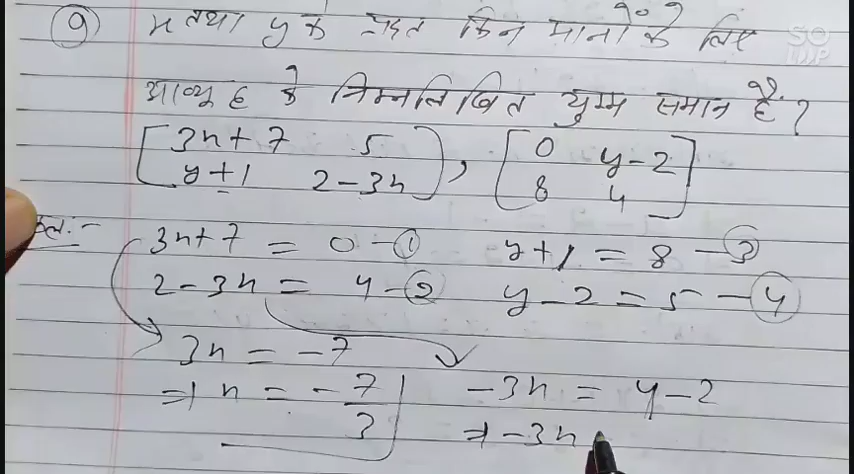 (9) x तथा y के प्रदत्त किन मानों के लिए
आव्यूह के निम्नलिखित युग्म समान हैं?
[3x+7 5], [0 y-2]
[y+1 2-3x] [8 4]
हल:-
3x+7 = 0 -(1) y+1 = 8 -(3)
2-3x = 4 -(2) y-2 = 5 -(4)
3x = -7
⇒ x = -7/3 -3x = 4-2
⇒ -3x